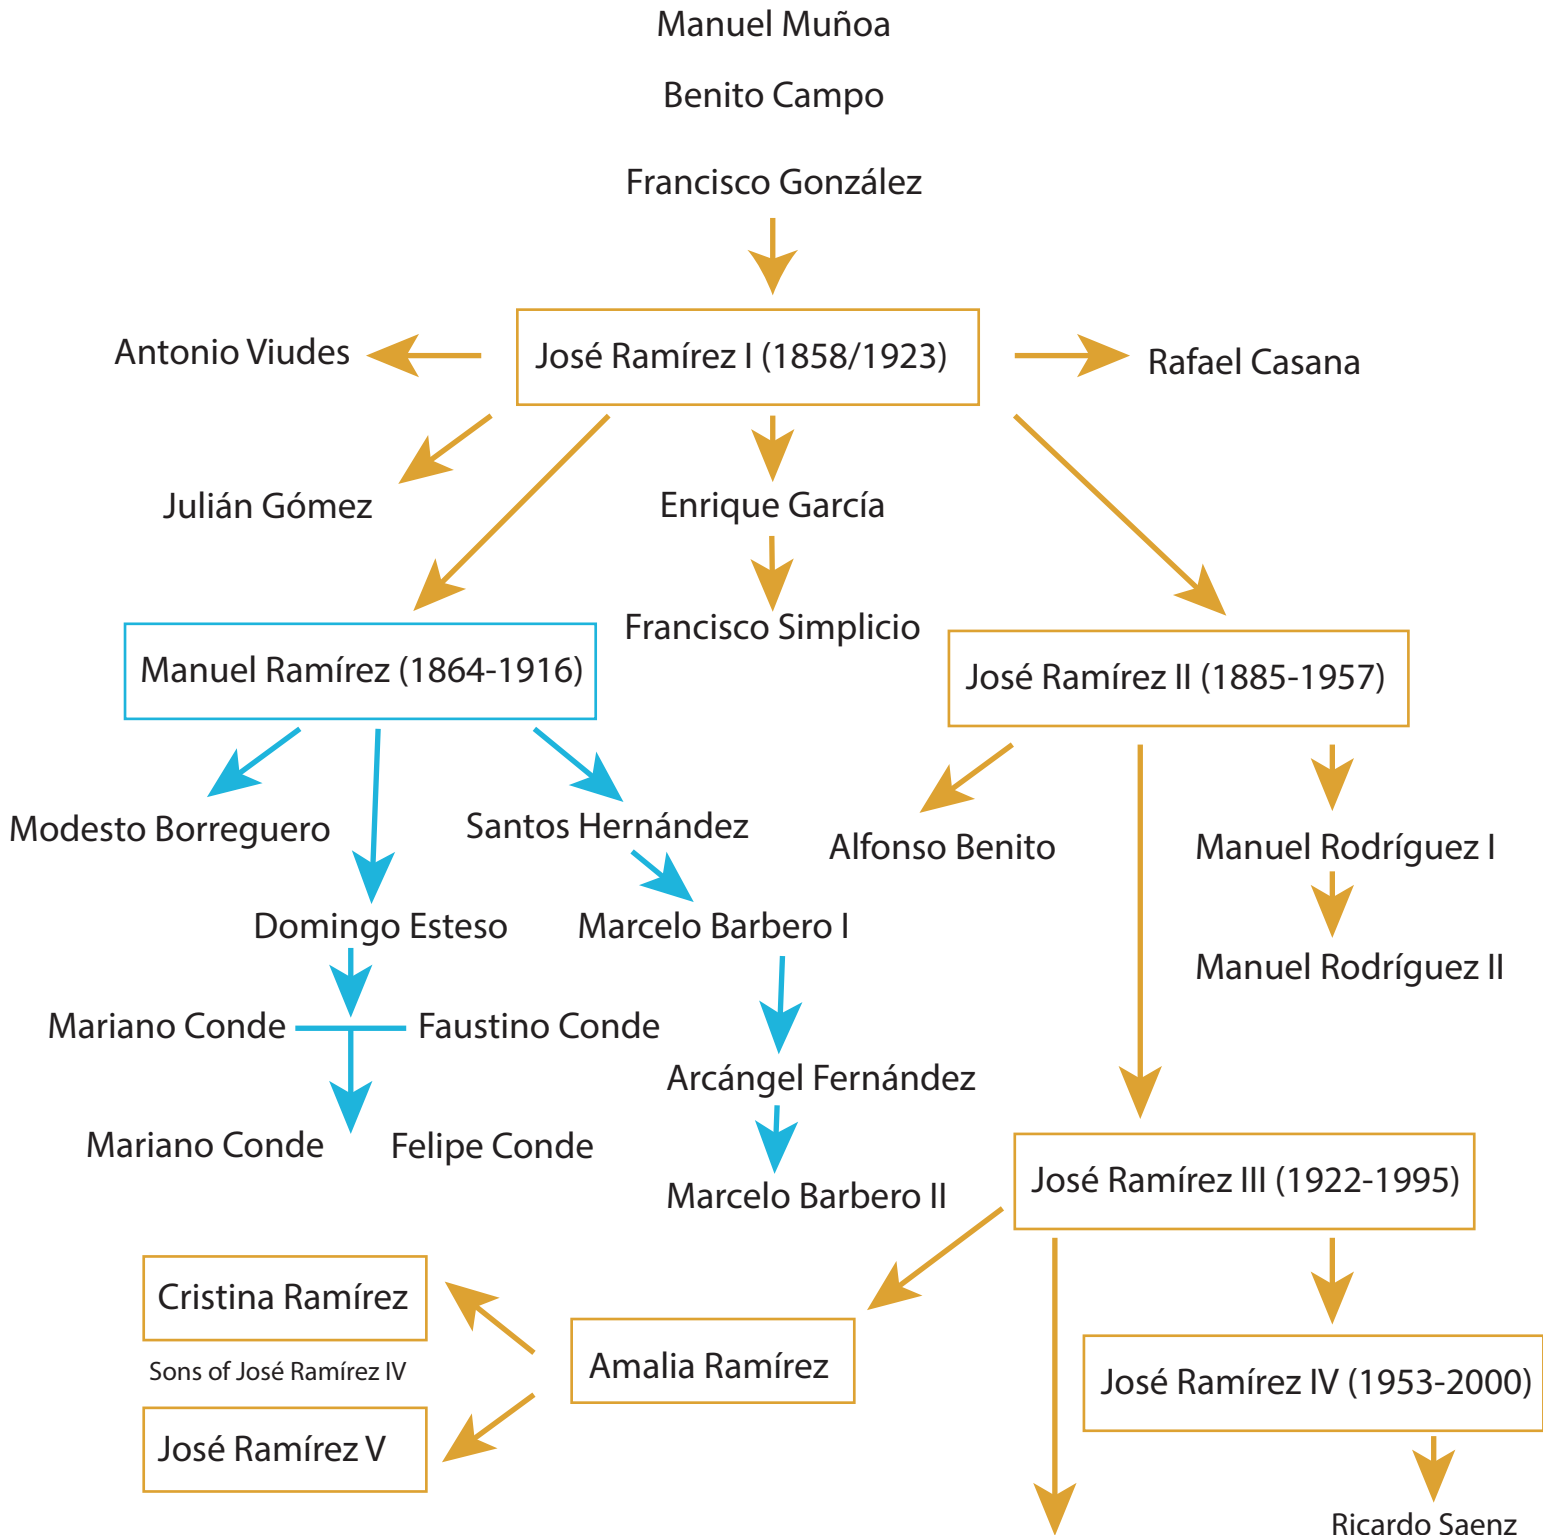 Manuel Muñoa
Benito Campo
Francisco González
José Ramírez I (1858/1923)
Antonio Viudes
Rafael Casana
Julián Gómez
Enrique García
Francisco Simplicio
Manuel Ramírez (1864-1916)
José Ramírez II (1885-1957)
Modesto Borreguero
Santos Hernández
Alfonso Benito
Manuel Rodríguez I
Domingo Esteso
Marcelo Barbero I
Manuel Rodríguez II
Mariano Conde
Faustino Conde
Arcángel Fernández
Mariano Conde
Felipe Conde
José Ramírez III (1922-1995)
Marcelo Barbero II
Cristina Ramírez
Sons of José Ramírez IV
Amalia Ramírez
José Ramírez IV (1953-2000)
José Ramírez V
Ricardo Saenz